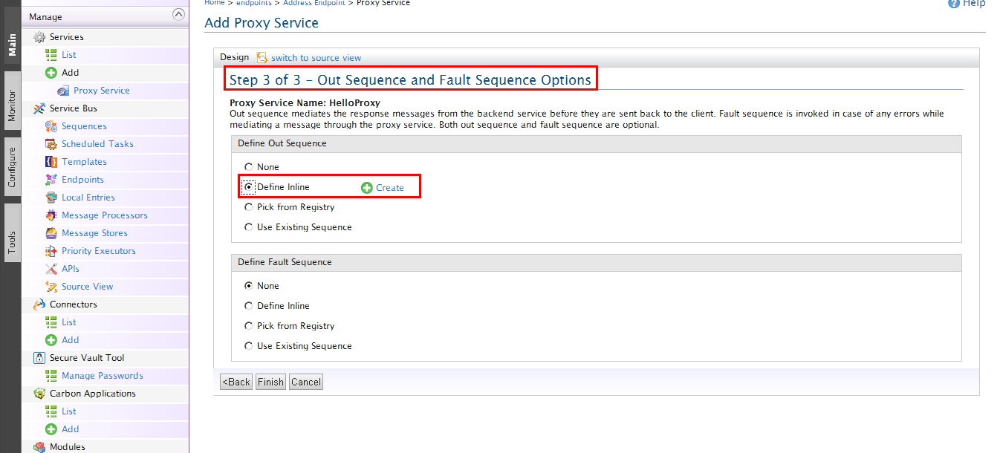 Home > endpoints > Address Endpoint > Proxy Service
Help
Add Proxy Service
Main
Monitor
Configure
Tools
Manage
Services
List
Add
Proxy Service
Service Bus
Sequences
Scheduled Tasks
Templates
Endpoints
Local Entries
Message Processors
Message Stores
Priority Executors
APIs
Source View
Connectors
List
Add
Secure Vault Tool
Manage Passwords
Carbon Applications
List
Add
Modules
Design switch to source view
Step 3 of 3 - Out Sequence and Fault Sequence Options
Proxy Service Name: HelloProxy
Out sequence mediates the response messages from the backend service before they are sent back to the client. Fault sequence is invoked in case of any errors while
mediating a message through the proxy service. Both out sequence and fault sequence are optional.
Define Out Sequence
None
Define Inline Create
Pick from Registry
Use Existing Sequence
Define Fault Sequence
None
Define Inline
Pick from Registry
Use Existing Sequence
<Back Finish Cancel